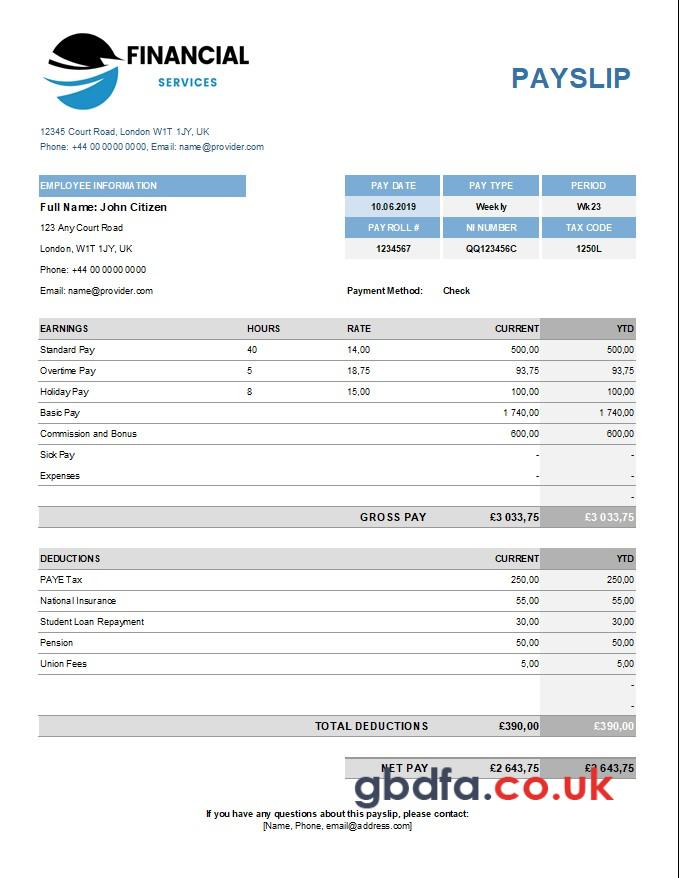 FINANCIAL
SERVICES
PAYSLIP
12345 Court Road, London W1T 1JY, UK
Phone: +44 00 0000 0000, Email: name@provider.com
EMPLOYEE INFORMATION PAY DATE PAY TYPE PERIOD
Full Name: John Citizen 10.06.2019 Weekly Wk23
123 Any Court Road PAYROLL # NI NUMBER TAX CODE
London, W1T 1JY, UK 1234567 QQ123456C 1250L
Phone: +44 00 0000 0000
Email: name@provider.com Payment Method: Check
EARNINGS HOURS RATE CURRENT YTD
Standard Pay 40 14,00 500,00 500,00
Overtime Pay 5 18,75 93,75 93,75
Holiday Pay 8 15,00 100,00 100,00
Basic Pay 1 740,00 1 740,00
Commission and Bonus 600,00 600,00
Sick Pay - -
Expenses - -
-
GROSS PAY £3 033,75 £3 033,75
DEDUCTIONS CURRENT YTD
PAYE Tax 250,00 250,00
National Insurance 55,00 55,00
Student Loan Repayment 30,00 30,00
Pension 50,00 50,00
Union Fees 5,00 5,00
-
-
TOTAL DEDUCTIONS £390,00 £390,00
NET PAY £2 643,75 £2 643,75
gbdfa.co.uk
If you have any questions about this payslip, please contact:
[Name, Phone, email@address.com]